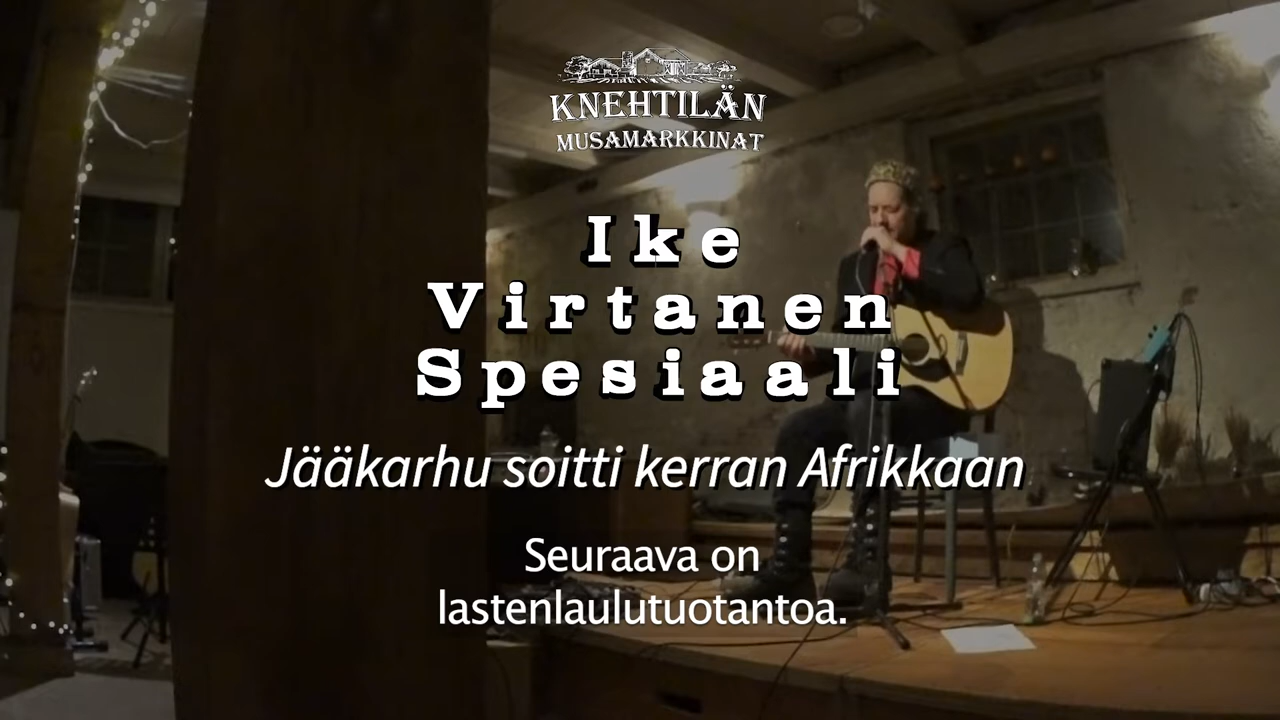 KNEHTILÄN
MUSAMARKKINAT
Ike
Virtanen
Spesiaali
Jääkarhu soitti kerran Afrikkaan
Seuraava on
lastenlaulutuotantoa.